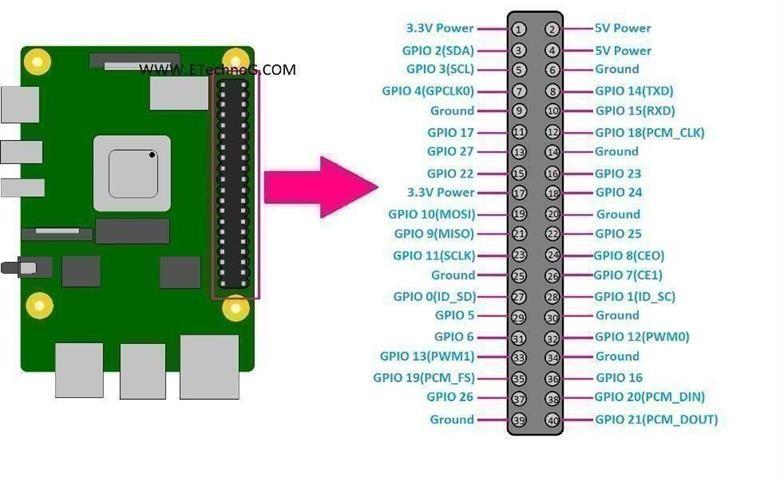 WWW.ETechnoG.COM
3.3V Power 1 2 5V Power
GPIO 2(SDA) 3 4 5V Power
GPIO 3(SCL) 5 6 Ground
GPIO 4(GPCLK0) 7 8 GPIO 14(TXD)
Ground 9 10 GPIO 15(RXD)
GPIO 17 11 12 GPIO 18(PCM_CLK)
GPIO 27 13 14 Ground
GPIO 22 15 16 GPIO 23
3.3V Power 17 18 GPIO 24
GPIO 10(MOSI) 19 20 Ground
GPIO 9(MISO) 21 22 GPIO 25
GPIO 11(SCLK) 23 24 GPIO 8(CEO)
Ground 25 26 GPIO 7(CE1)
GPIO 0(ID_SD) 27 28 GPIO 1(ID_SC)
GPIO 5 29 30 Ground
GPIO 6 31 32 GPIO 12(PWM0)
GPIO 13(PWM1) 33 34 Ground
GPIO 19(PCM_FS) 35 36 GPIO 16
GPIO 26 37 38 GPIO 20(PCM_DIN)
Ground 39 40 GPIO 21(PCM_DOUT)